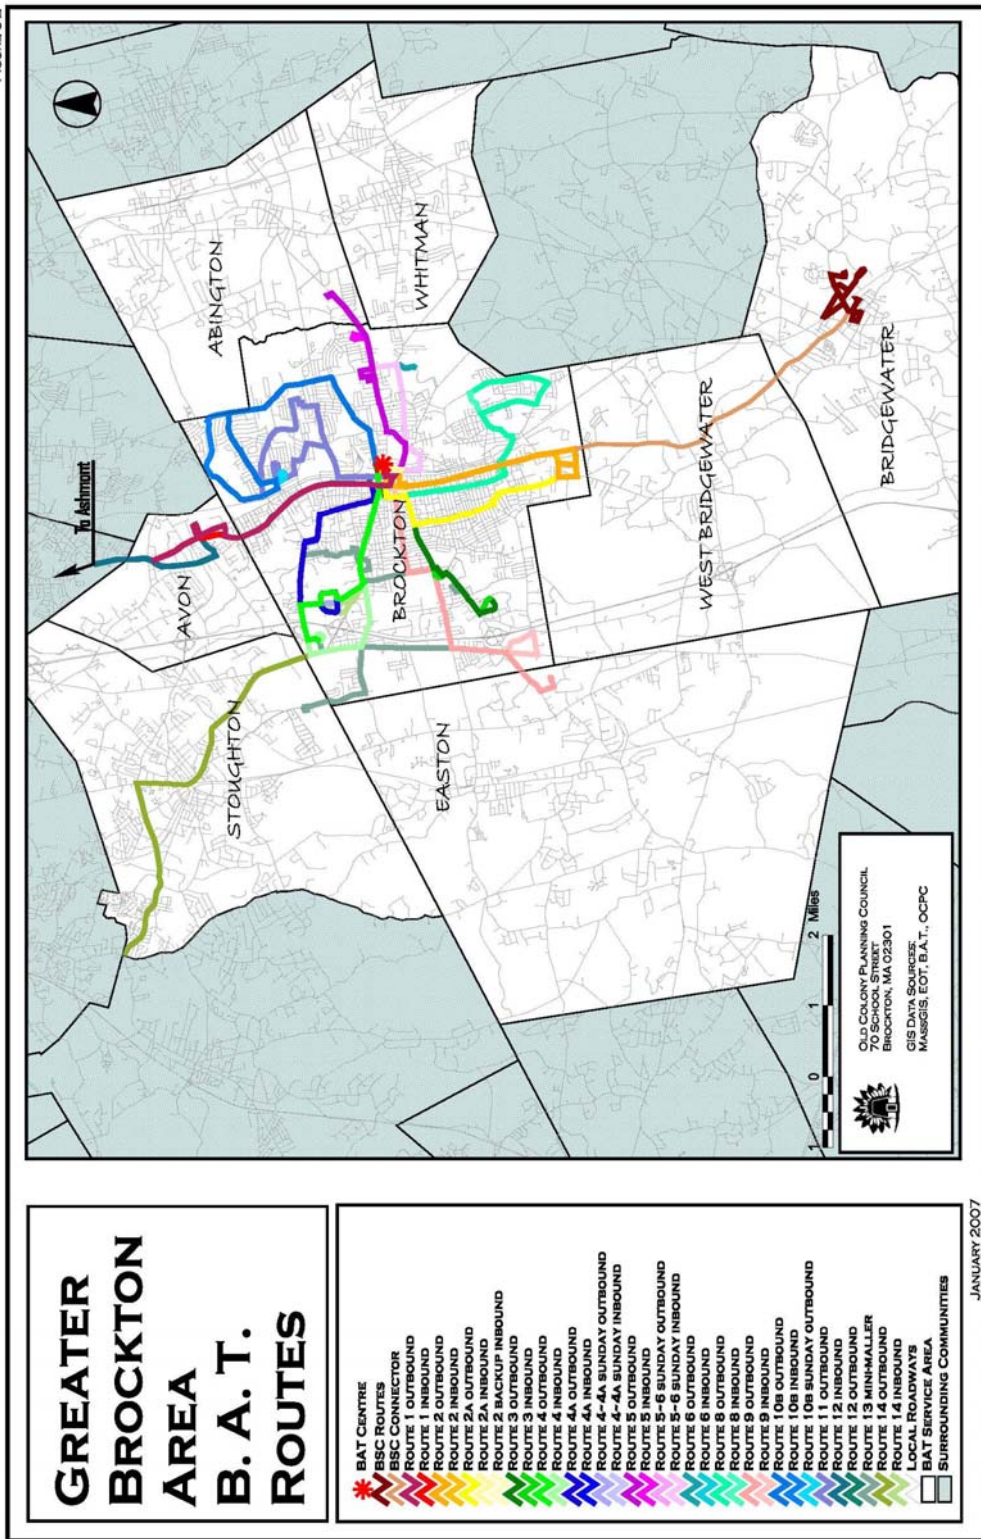 GREATER
BROCKTON
AREA
B. A. T.
ROUTES
BAT CENTRE
BSC ROUTES
BSC CONNECTOR
ROUTE 1 OUTBOUND
ROUTE 1 INBOUND
ROUTE 2 OUTBOUND
ROUTE 2 INBOUND
ROUTE 2A OUTBOUND
ROUTE 2A INBOUND
ROUTE 2 BACKUP INBOUND
ROUTE 3 OUTBOUND
ROUTE 3 INBOUND
ROUTE 4 OUTBOUND
ROUTE 4 INBOUND
ROUTE 4A OUTBOUND
ROUTE 4A INBOUND
ROUTE 4-4A SUNDAY OUTBOUND
ROUTE 4-4A SUNDAY INBOUND
ROUTE 5 OUTBOUND
ROUTE 5 INBOUND
ROUTE 5-6 SUNDAY OUTBOUND
ROUTE 5-6 SUNDAY INBOUND
ROUTE 6 OUTBOUND
ROUTE 6 INBOUND
ROUTE 8 OUTBOUND
ROUTE 8 INBOUND
ROUTE 9 OUTBOUND
ROUTE 9 INBOUND
ROUTE 10B OUTBOUND
ROUTE 10B INBOUND
ROUTE 10B SUNDAY OUTBOUND
ROUTE 11 OUTBOUND
ROUTE 12 INBOUND
ROUTE 12 OUTBOUND
ROUTE 13 MINI-MALLER
ROUTE 14 OUTBOUND
ROUTE 14 INBOUND
LOCAL ROADWAYS
BAT SERVICE AREA
SURROUNDING COMMUNITIES
JANUARY 2007
To Ashmont
AVON
STOUGHTON
ABINGTON
WHITMAN
BROCKTON
EASTON
WEST BRIDGEWATER
BRIDGEWATER
1 0 1 2 Miles
OLD COLONY PLANNING COUNCIL
70 SCHOOL STREET
BROCKTON, MA 02301
GIS DATA SOURCES:
MASSGIS, EOT, B.A.T., OCPC